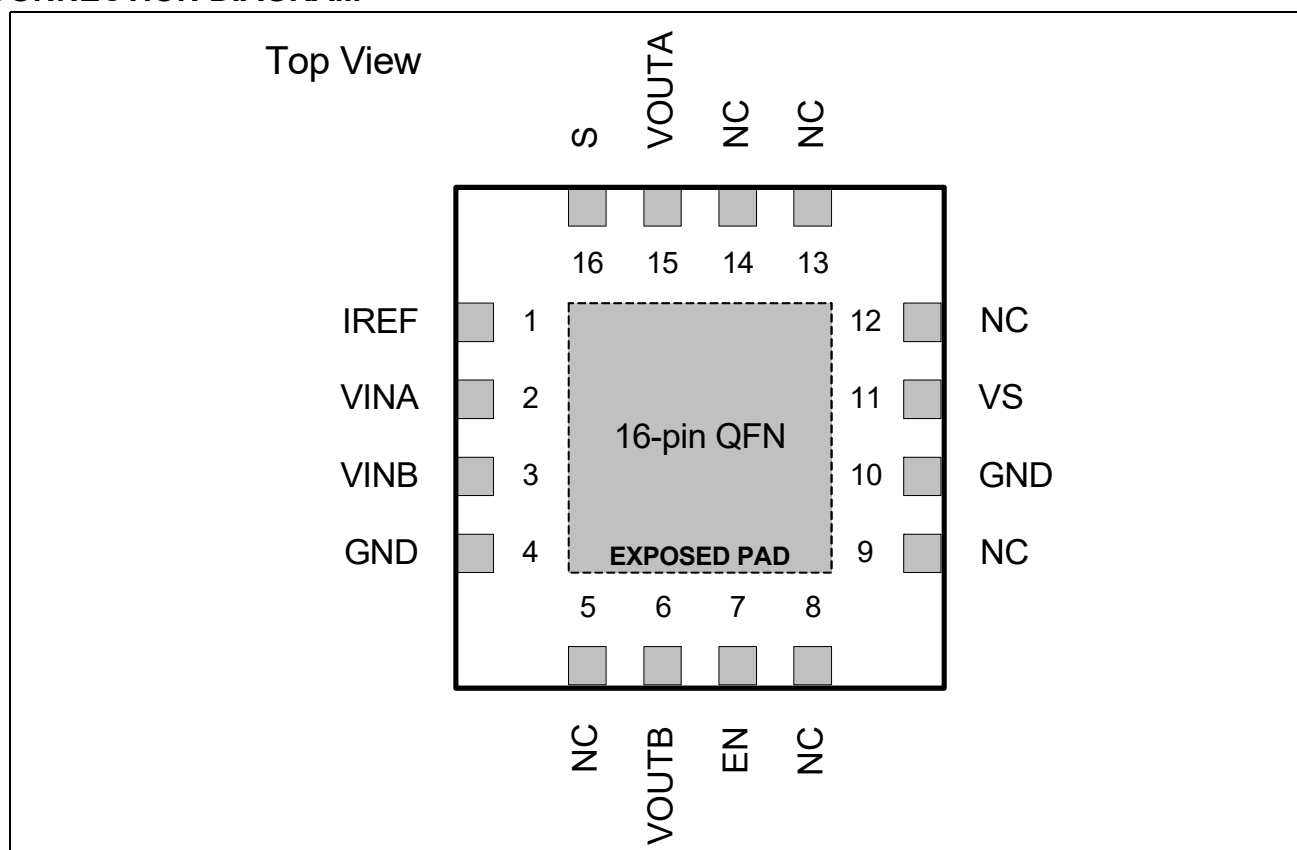 CONNECTION DIAGRAM
Top View
S
VOUTA
NC
NC
16 15 14 13
IREF 1 12 NC
VINA 2 11 VS
16-pin QFN
VINB 3 10 GND
GND 4 9 NC
EXPOSED PAD
5 6 7 8
NC
VOUTB
EN
NC